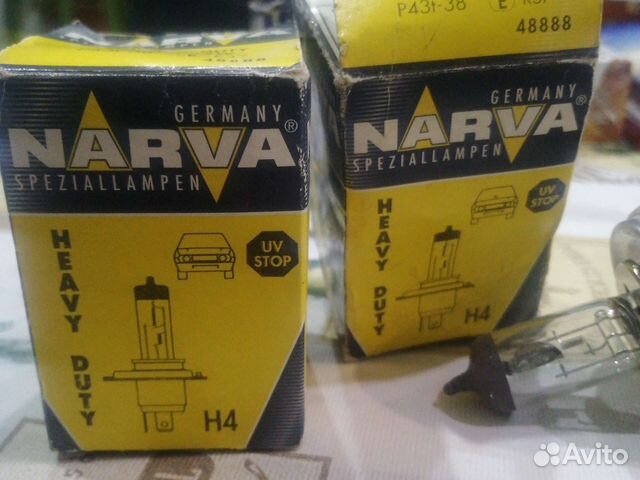 48888
GERMANY
NARVA®
SPEZIALLAMPEN
HEAVY DUTY
UV
STOP
H4
P43t-38 E
48888
GERMANY
NARVA®
SPEZIALLAMPEN
HEAVY DUTY
UV
STOP
H4
Avito